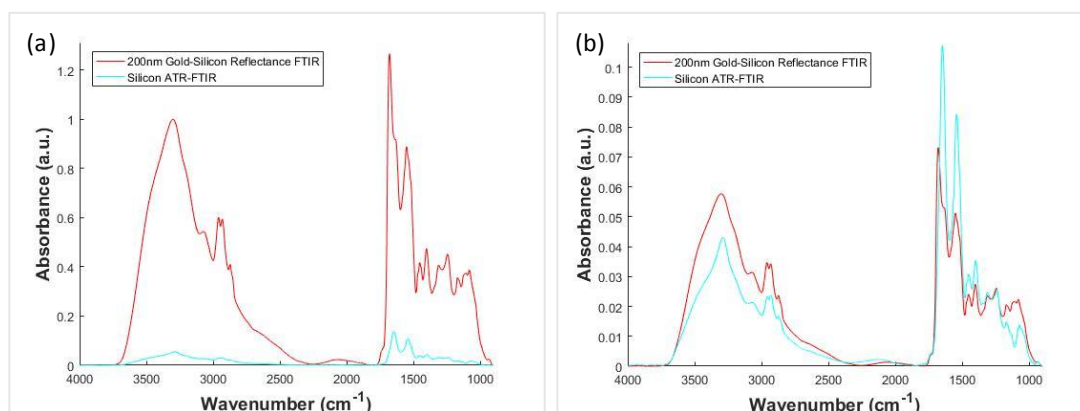 (a)
200nm Gold-Silicon Reflectance FTIR
Silicon ATR-FTIR
Absorbance (a.u.)
1.2
1
0.8
0.6
0.4
0.2
0
4000 3500 3000 2500 2000 1500 1000
Wavenumber (cm⁻¹)
(b)
200nm Gold-Silicon Reflectance FTIR
Silicon ATR-FTIR
Absorbance (a.u.)
0.1
0.09
0.08
0.07
0.06
0.05
0.04
0.03
0.02
0.01
0
4000 3500 3000 2500 2000 1500 1000
Wavenumber (cm⁻¹)